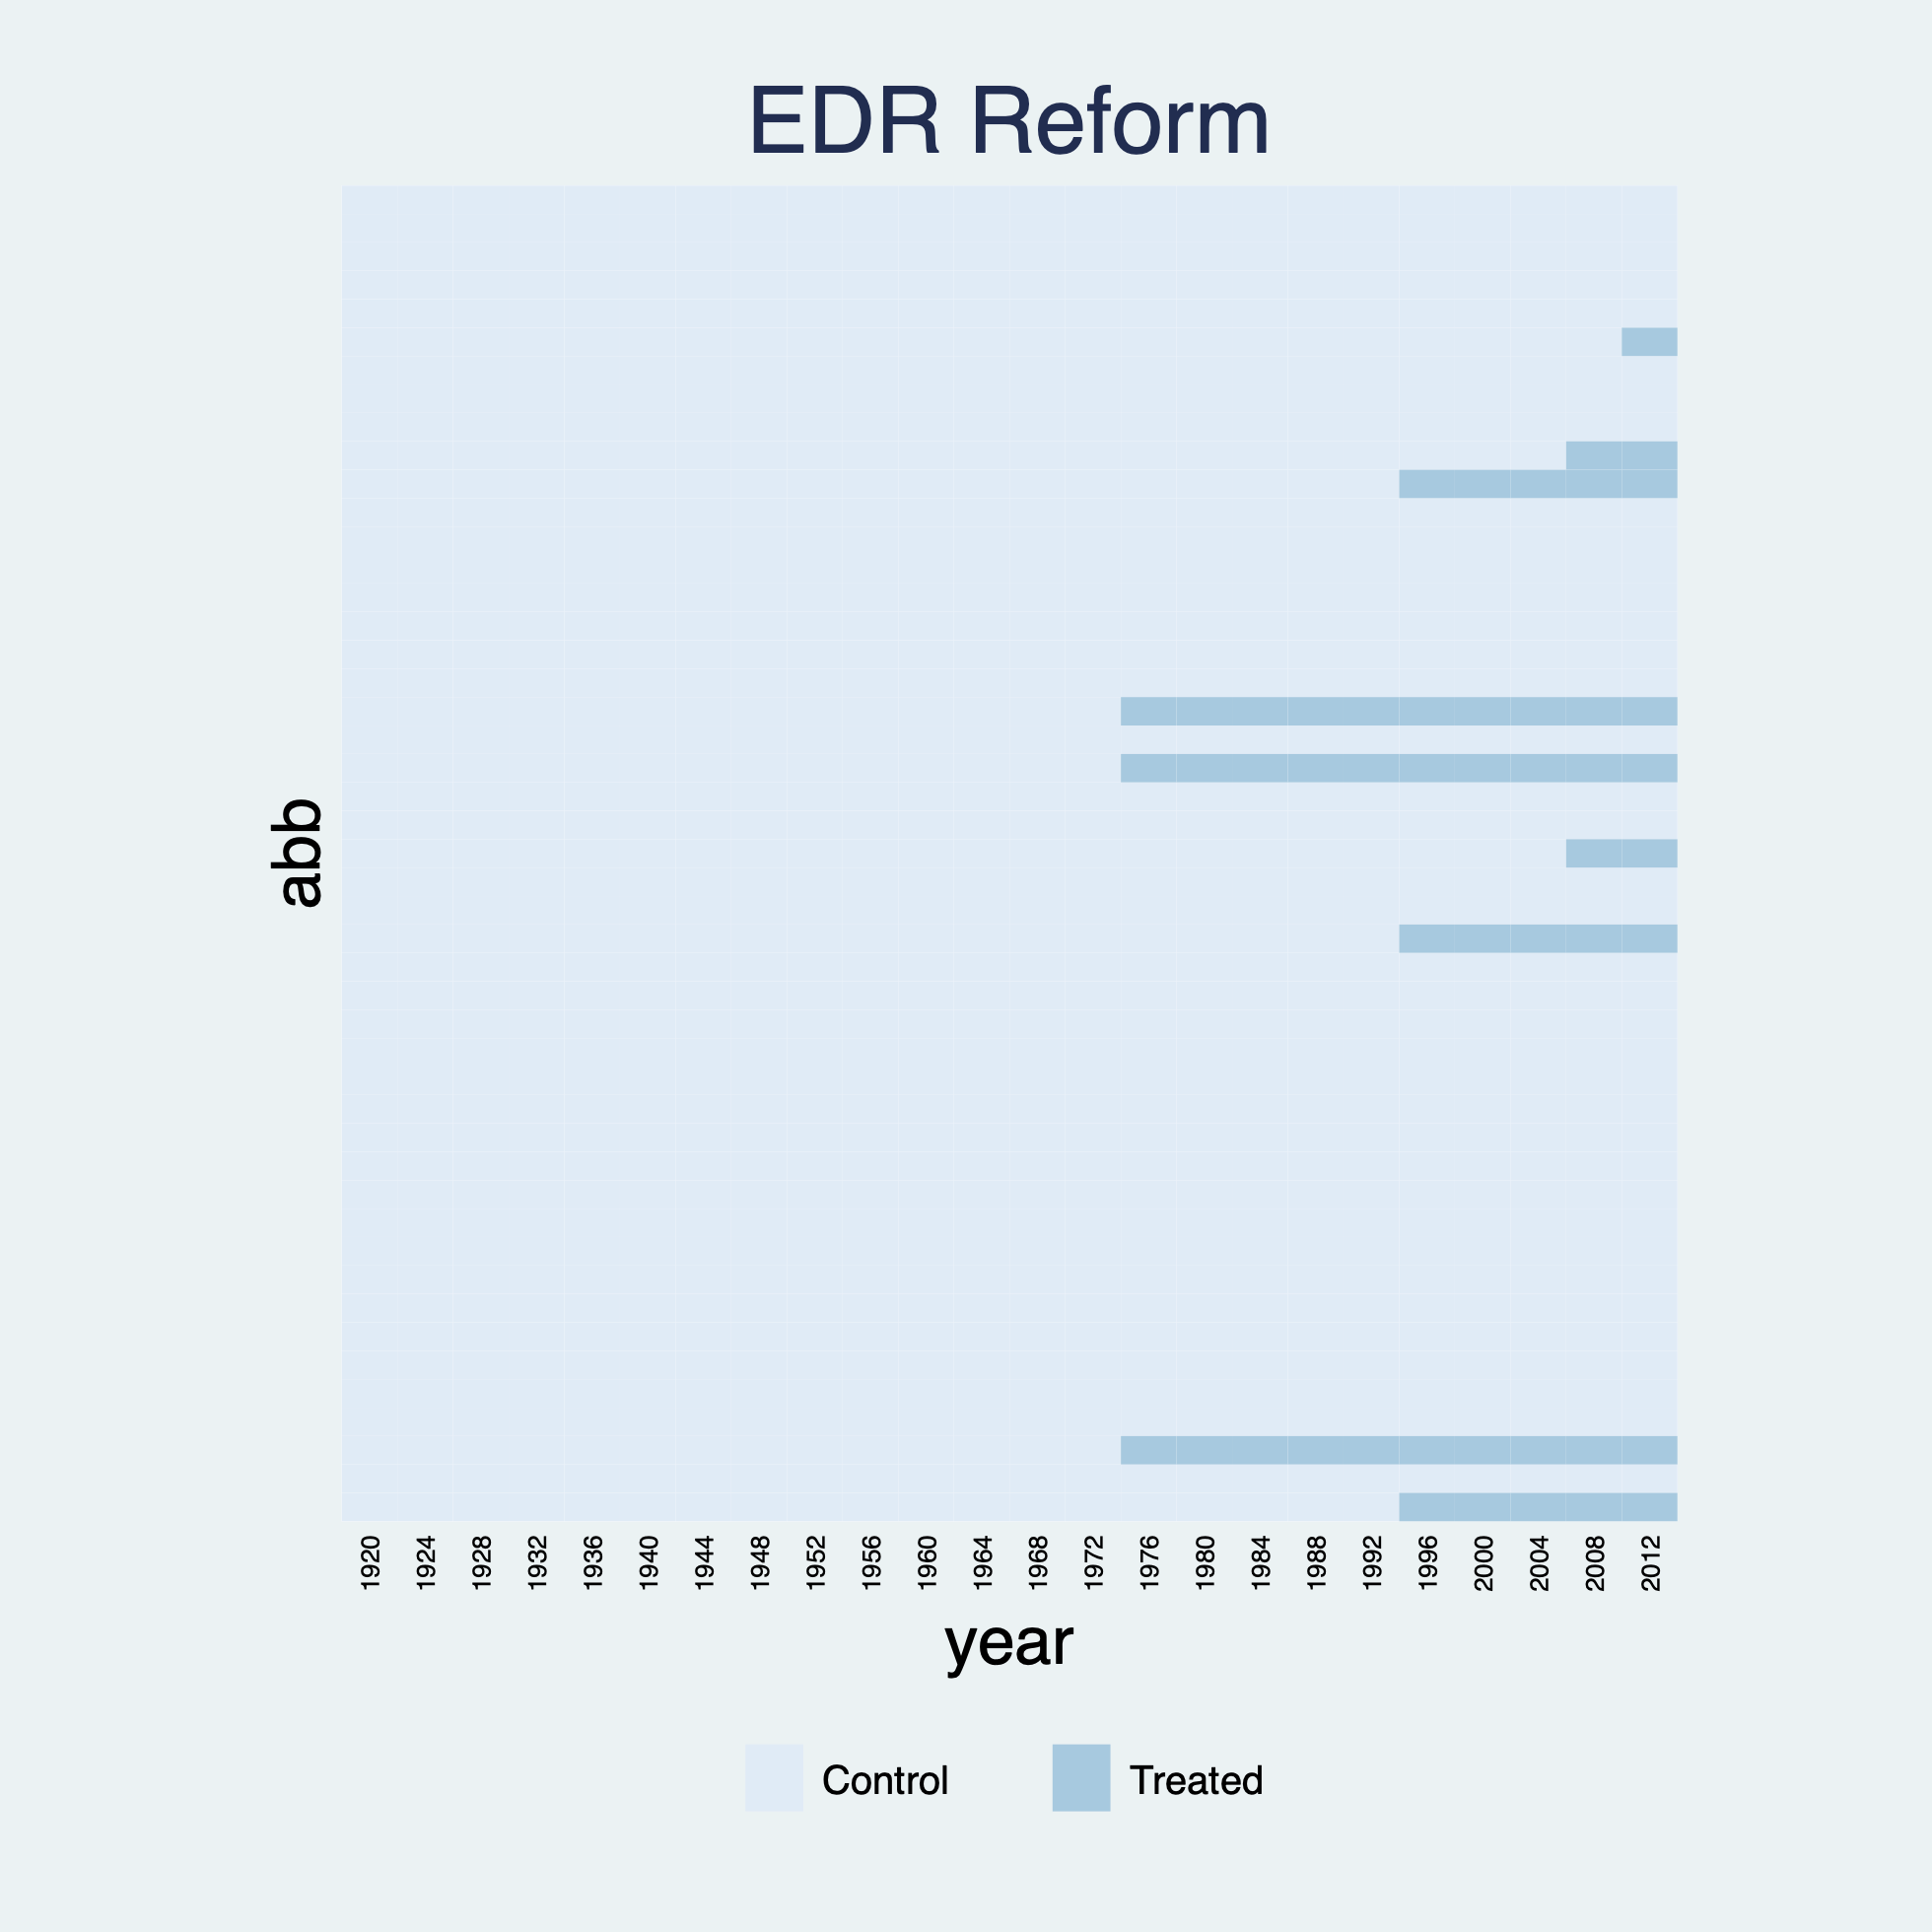 EDR Reform
abb
1920 1924 1928 1932 1936 1940 1944 1948 1952 1956 1960 1964 1968 1972 1976 1980 1984 1988 1992 1996 2000 2004 2008 2012
year
Control Treated